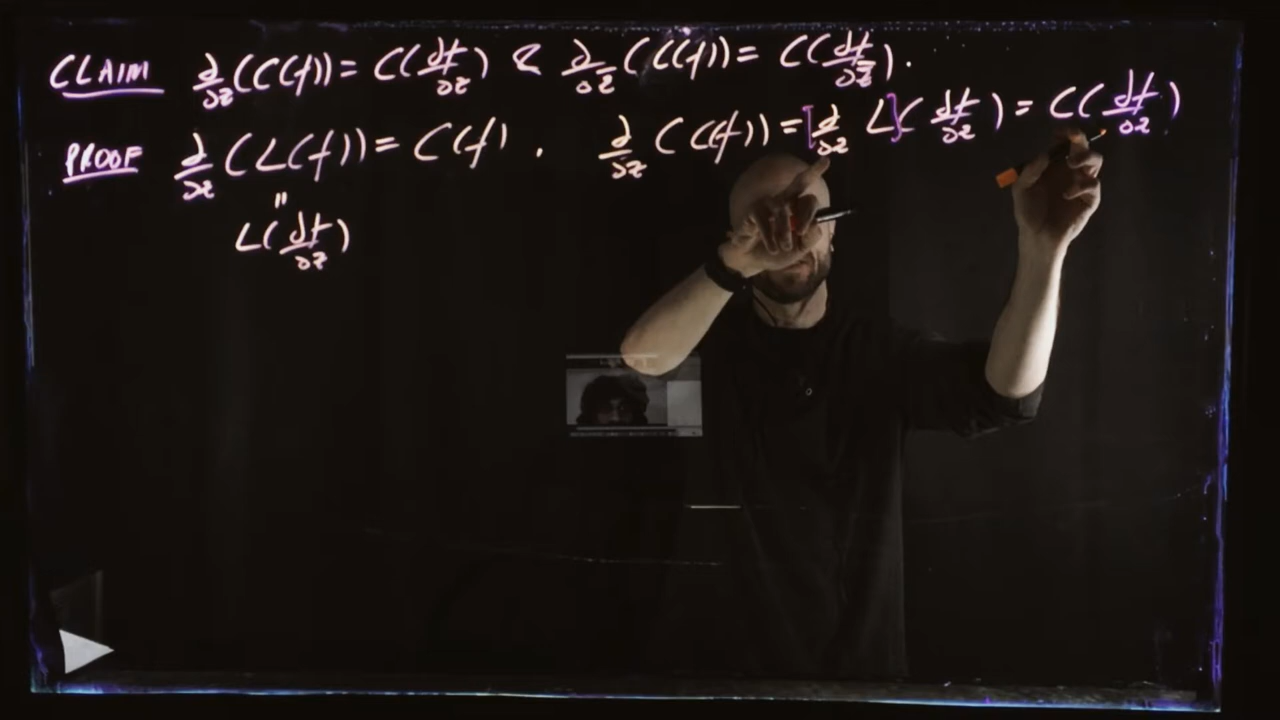 CLAIM ∂/∂z (C(f)) = C(∂f/∂z) & ∂/∂z̄ (C(f)) = C(∂f/∂z̄).
PROOF ∂/∂z (L(f)) = C(f). ∂/∂z (C(f)) = [∂/∂z L](∂f/∂z) = C(∂f/∂z)
"
L(∂f/∂z)